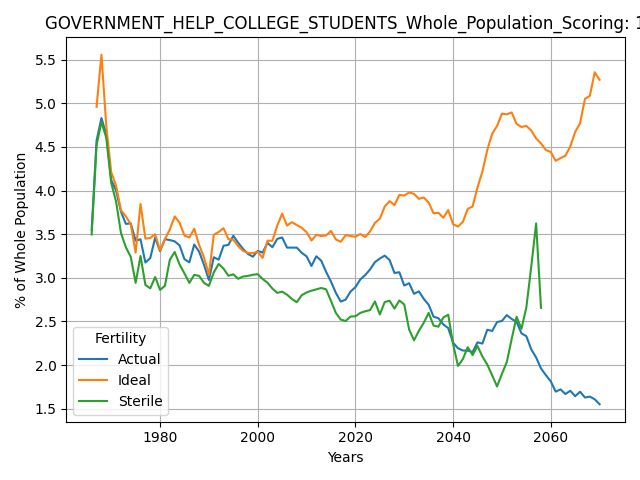 GOVERNMENT_HELP_COLLEGE_STUDENTS_Whole_Population_Scoring: 1
5.5
5.0
4.5
4.0
3.5
3.0
2.5
2.0
1.5
% of Whole Population
Fertility
Actual
Ideal
Sterile
1980
2000
2020
2040
2060
Years